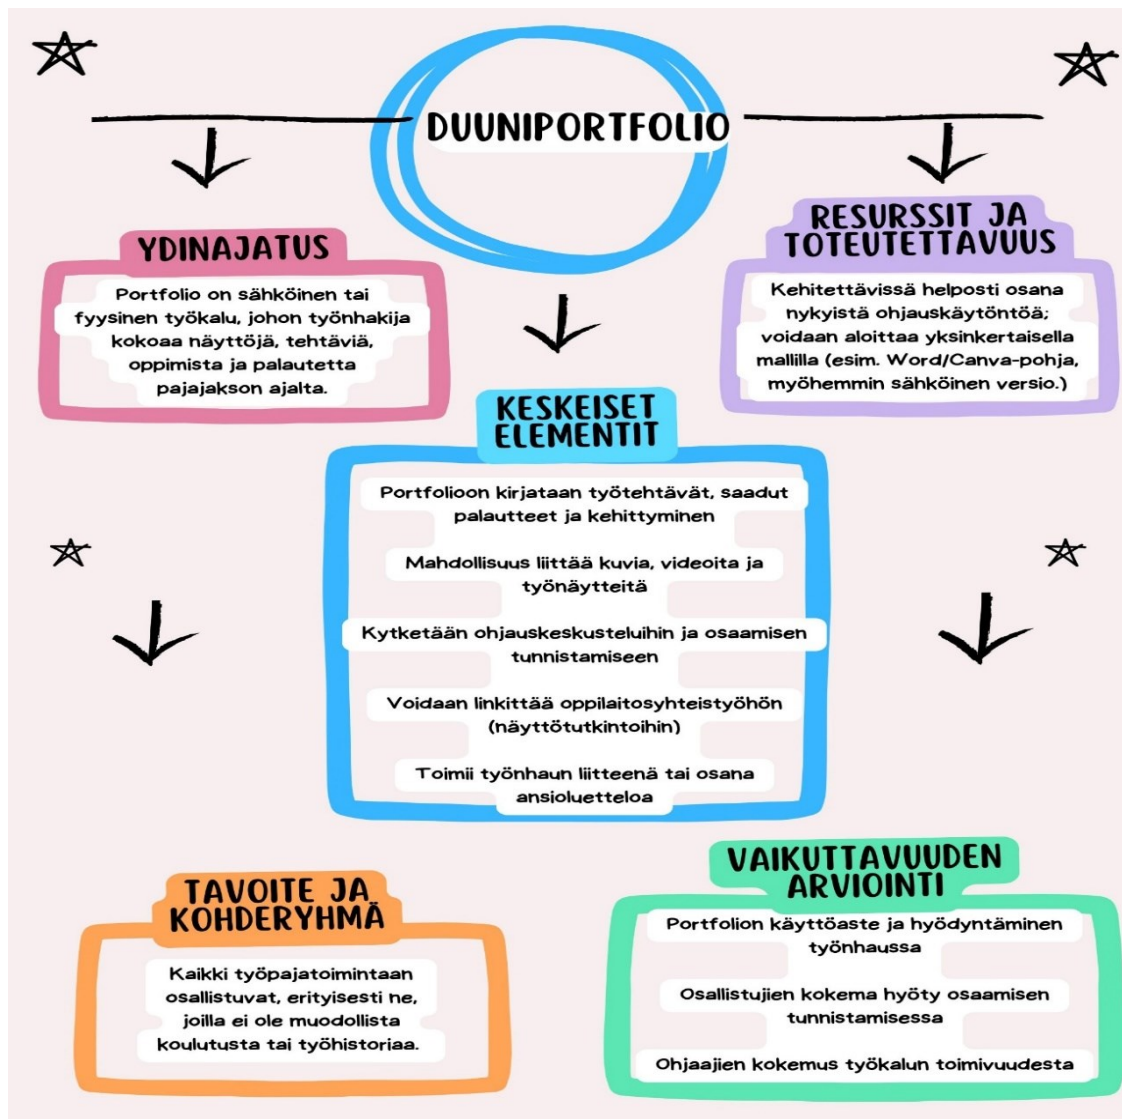 DUUNIPORTFOLIO
YDINAJATUS
Portfolio on sähköinen tai
fyysinen työkalu, johon työnhakija
kokoaa näyttöjä, tehtäviä,
oppimista ja palautetta
pajajakson ajalta.
RESURSSIT JA
TOTEUTETTAVUUS
Kehitettävissä helposti osana
nykyistä ohjauskäytöntöä;
voidaan aloittaa yksinkertaisella
mallilla (esim. Word/Canva-pohja,
myöhemmin sähköinen versio.)
KESKEISET
ELEMENTIT
Portfolioon kirjataan työtehtävät, saadut
palautteet ja kehittyminen
Mahdollisuus liittää kuvia, videoita ja
työnäytteitä
Kytketään ohjauskeskusteluihin ja osaamisen
tunnistamiseen
Voidaan linkittää oppilaitosyhteistyöhön
(näyttötutkintoihin)
Toimii työnhaun liitteenä tai osana
ansioluetteloa
TAVOITE JA
KOHDERYHMÄ
Kaikki työpajatoimintaan
osallistuvat, erityisesti ne,
joilla ei ole muodollista
koulutusta tai työhistoriaa.
VAIKUTTAVUUDEN
ARVIOINTI
Portfolion käyttöaste ja hyödyntäminen
työnhaussa
Osallistujien kokema hyöty osaamisen
tunnistamisessa
Ohjaajien kokemus työkalun toimivuudesta